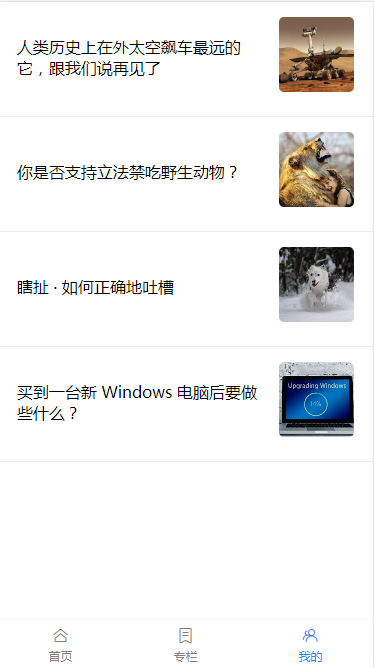 人类历史上在外太空飙车最远的
它，跟我们说再见了
你是否支持立法禁吃野生动物？
瞎扯 · 如何正确地吐槽
买到一台新 Windows 电脑后要做
些什么？
Upgrading Windows
14%
首页
专栏
我的